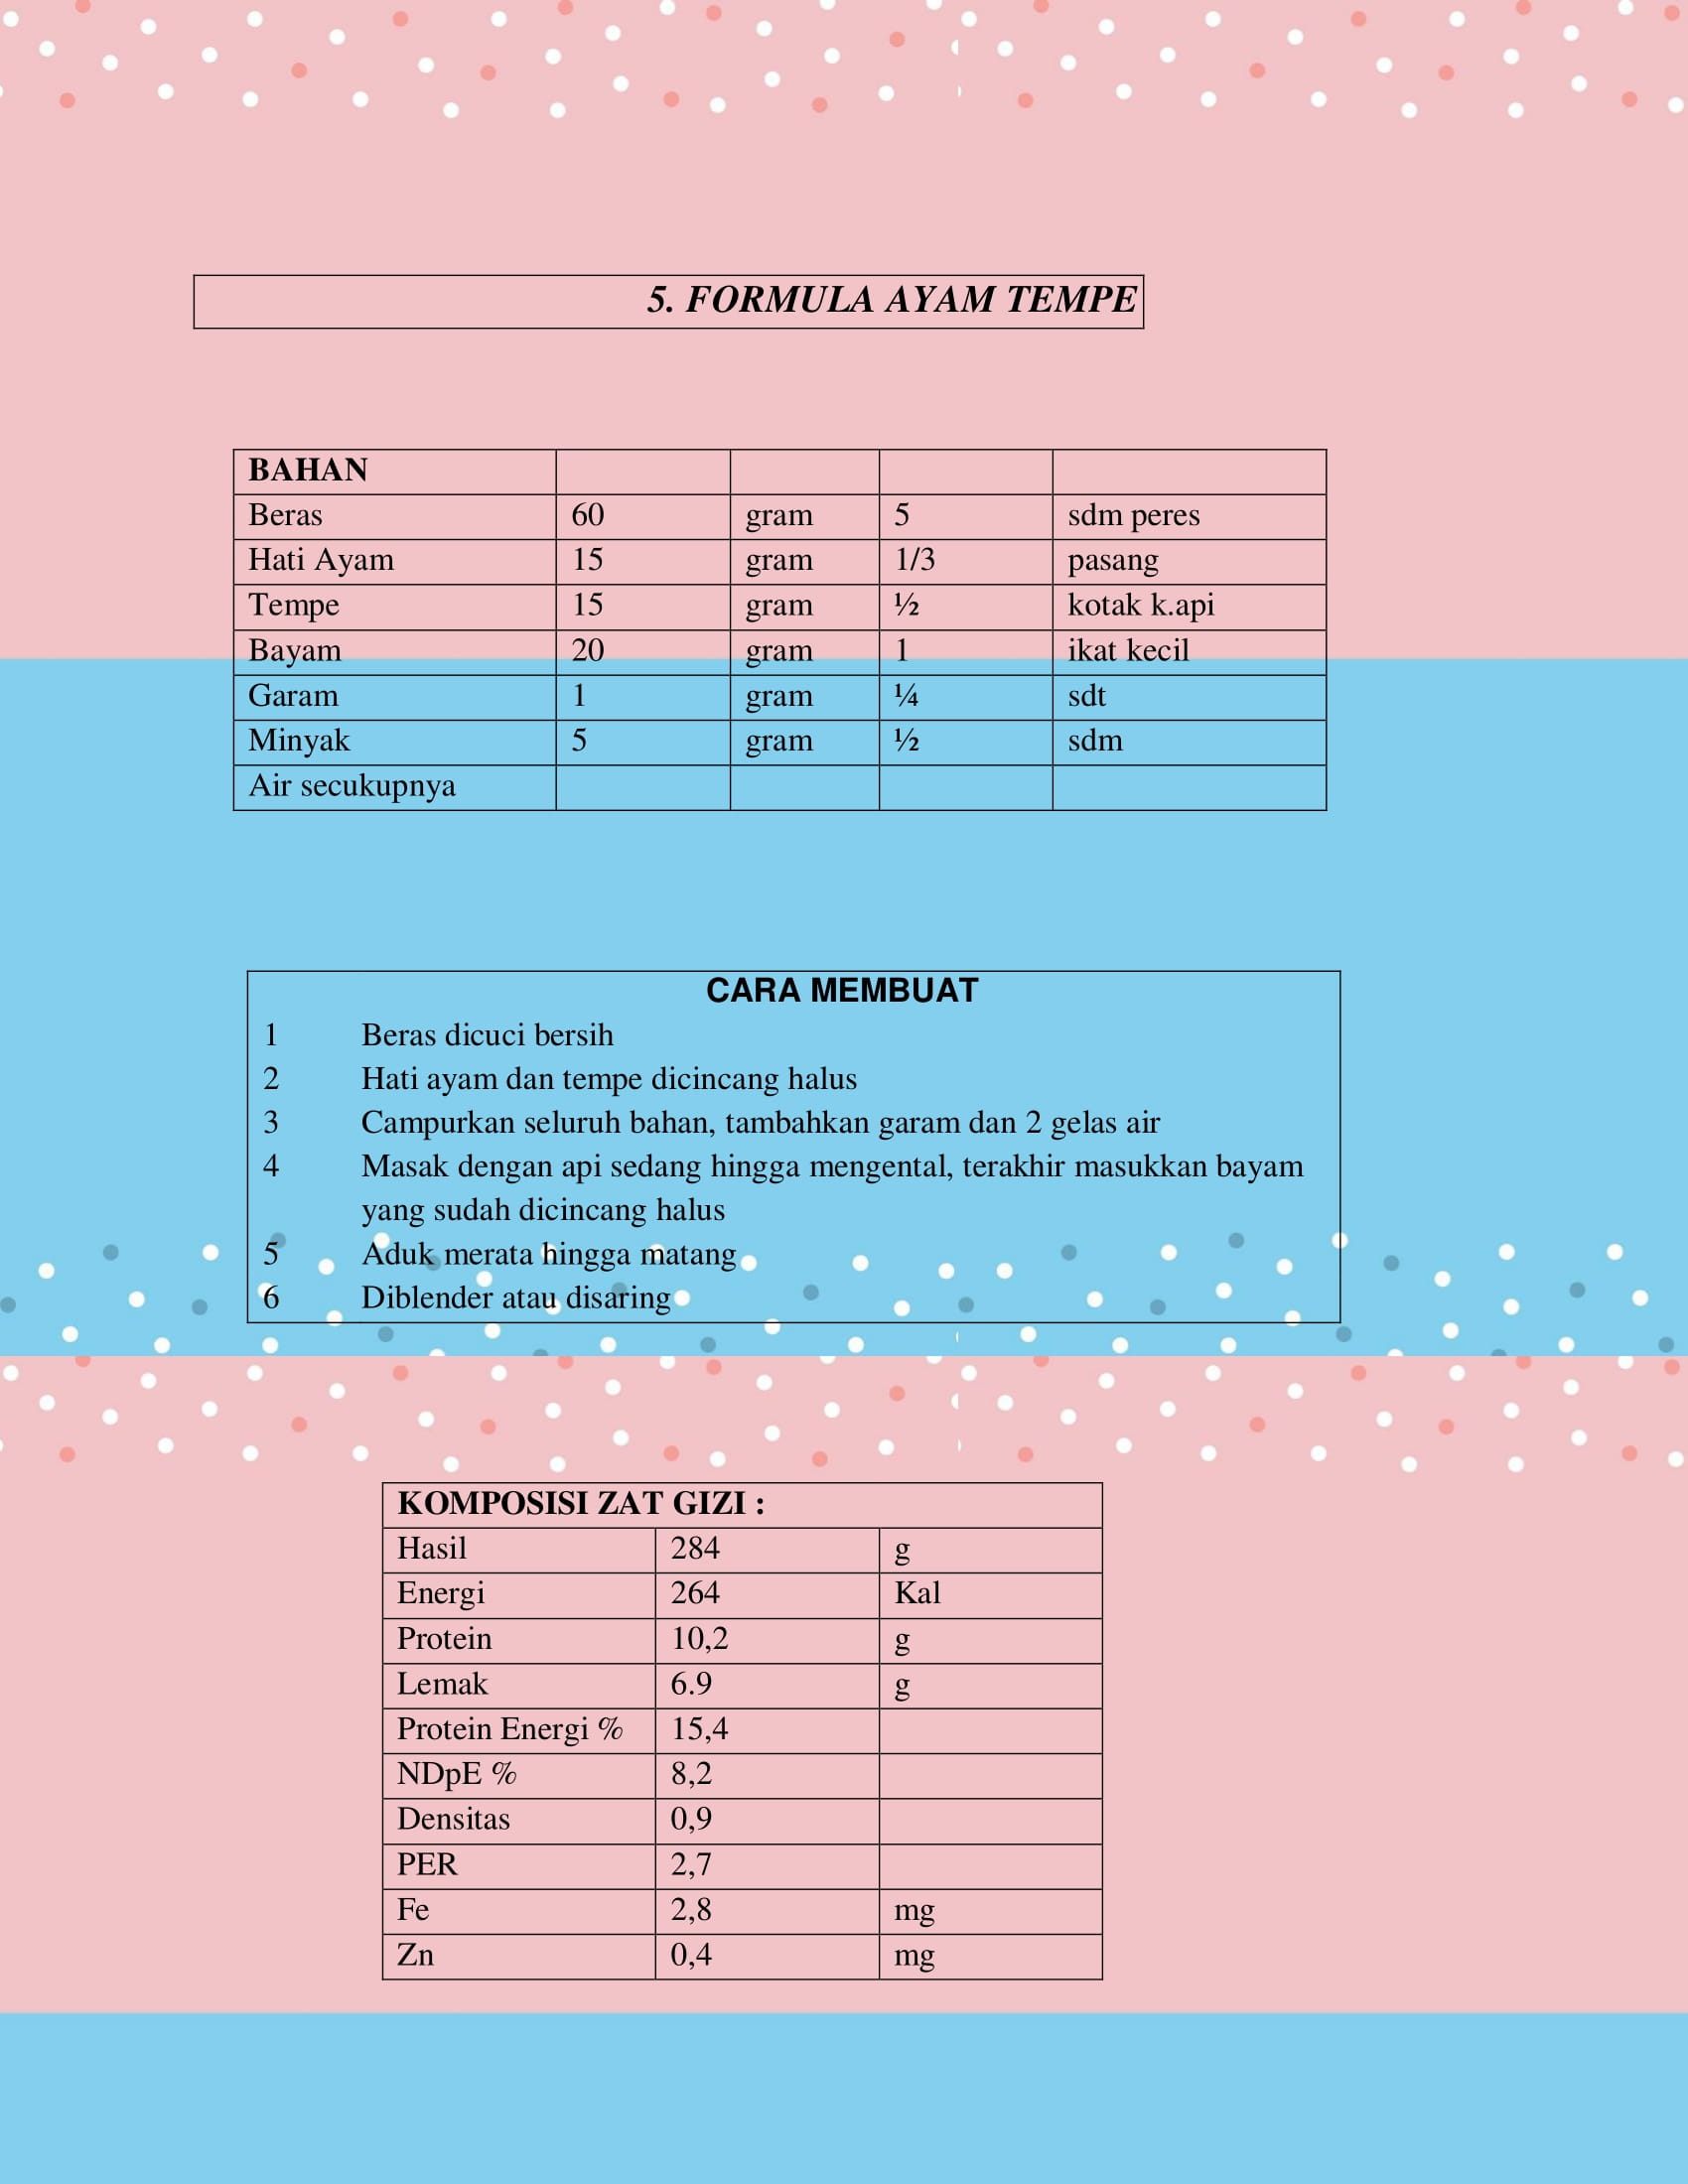 5. FORMULA AYAM TEMPE
BAHAN
Beras 60 gram 5 sdm peres
Hati Ayam 15 gram 1/3 pasang
Tempe 15 gram ½ kotak k.api
Bayam 20 gram 1 ikat kecil
Garam 1 gram ¼ sdt
Minyak 5 gram ½ sdm
Air secukupnya
CARA MEMBUAT
1 Beras dicuci bersih
2 Hati ayam dan tempe dicincang halus
3 Campurkan seluruh bahan, tambahkan garam dan 2 gelas air
4 Masak dengan api sedang hingga mengental, terakhir masukkan bayam
yang sudah dicincang halus
5 Aduk merata hingga matang
6 Diblender atau disaring
KOMPOSISI ZAT GIZI :
Hasil 284 g
Energi 264 Kal
Protein 10,2 g
Lemak 6.9 g
Protein Energi % 15,4
NDpE % 8,2
Densitas 0,9
PER 2,7
Fe 2,8 mg
Zn 0,4 mg